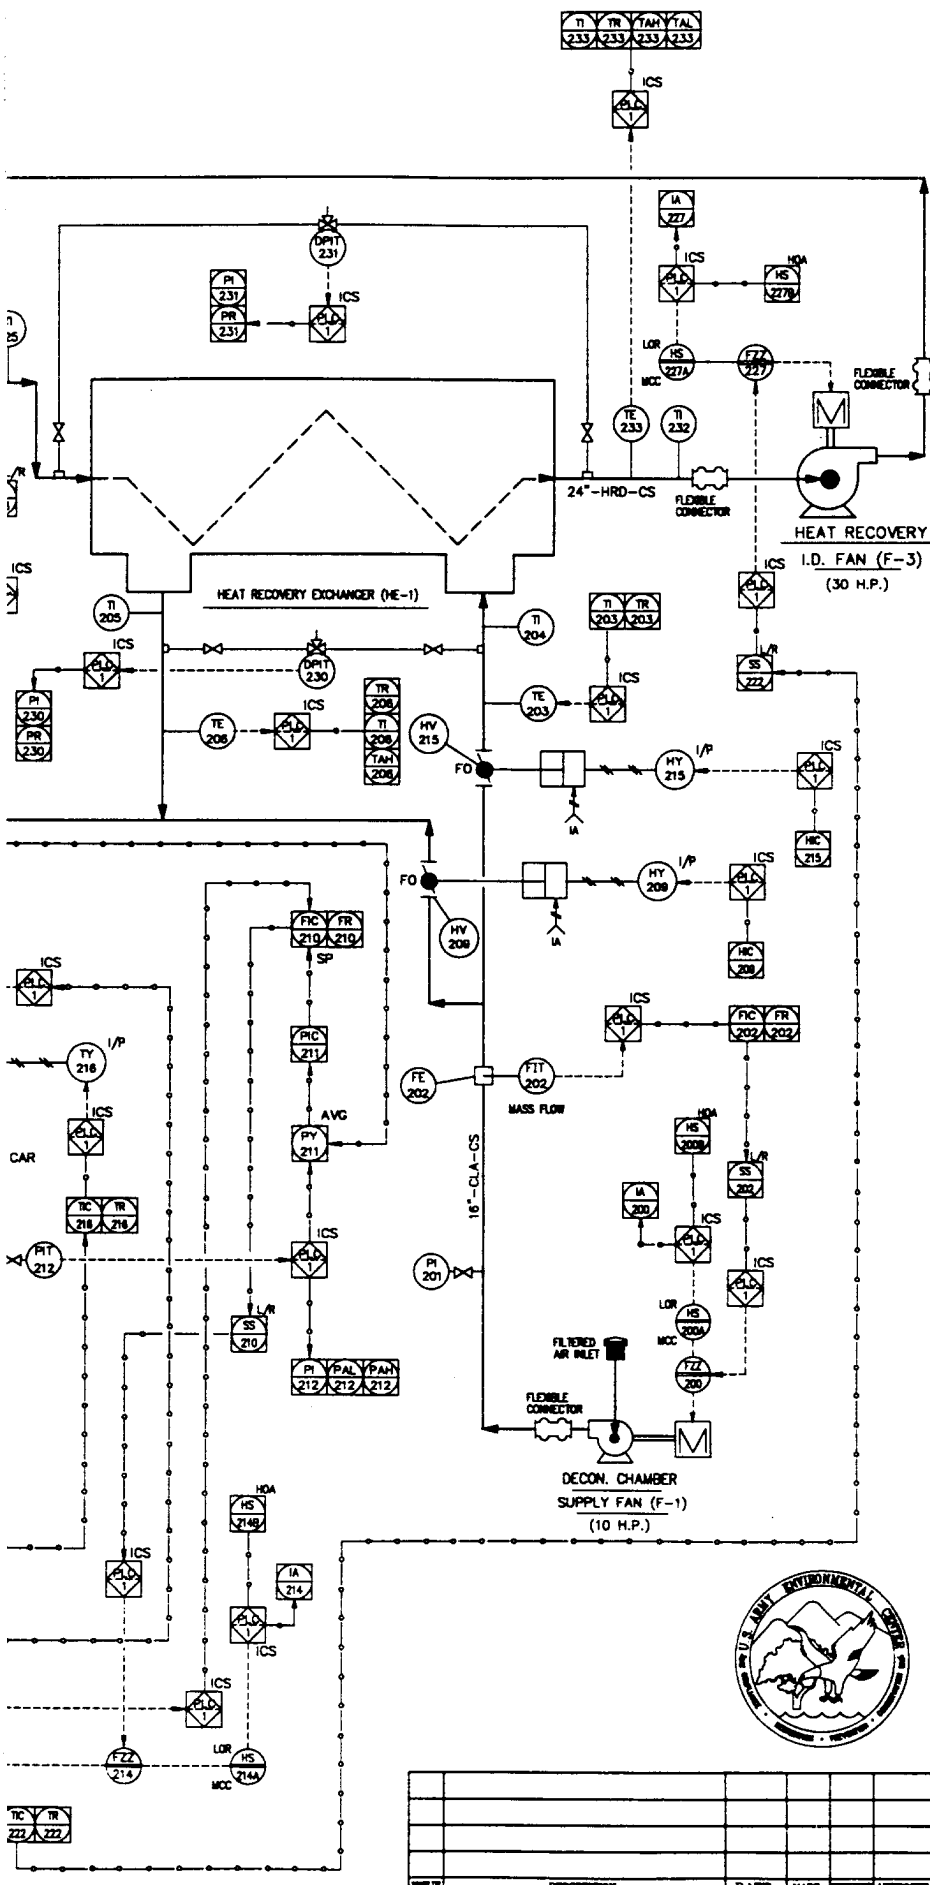 TI 233 TR 233 TAH 233 TAL 233
ICS
PLC 1
IA 227
ICS
HOA
PLC 1
HS 227B
DPIT 231
PI 231
PR 231
ICS
PLC 1
LOR
MCC
HS 227A
FZZ 227
FLEXIBLE CONNECTOR
M
TE 233
TI 232
24"-HRD-CS
FLEXIBLE CONNECTOR
HEAT RECOVERY
I.D. FAN (F-3)
(30 H.P.)
/R
ICS
HEAT RECOVERY EXCHANGER (HE-1)
TI 205
TI 204
TI 203 TR 203
ICS
PLC 1
ICS
PLC 1
DPIT 230
PI 230
PR 230
TE 206
ICS
PLC 1
TR 206
TI 206
TAH 206
TE 203
ICS
PLC 1
L/R
SS 222
HV 215
FO
HY 215
I/P
IA
ICS
PLC 1
HIC 215
FO
HV 209
HY 209
I/P
IA
ICS
PLC 1
HIC 209
FIC 210 FR 210
SP
ICS
PLC 1
PIC 211
TY 216
I/P
ICS
PLC 1
CAR
TIC 216 TR 216
AVG
PY 211
FE 202
FIT 202
MASS FLOW
ICS
PLC 1
FIC 202 FR 202
16"-CLA-CS
HOA
HS 200B
L/R
SS 202
IA 200
ICS
PLC 1
ICS
PLC 1
PIT 212
ICS
PLC 1
PI 201
L/R
SS 210
LOR
MCC
HS 200A
FZZ 200
PI 212 PAL 212 PAH 212
FILTERED AIR INLET
FLEXIBLE CONNECTOR
M
DECON. CHAMBER
SUPPLY FAN (F-1)
(10 H.P.)
HOA
HS 214B
ICS
PLC 1
IA 214
PLC 1
ICS
ICS
PLC 1
FZZ 214
LOR
MCC
HS 214A
TIC 222 TR 222
U.S. ARMY ENVIRONMENTAL CENTER